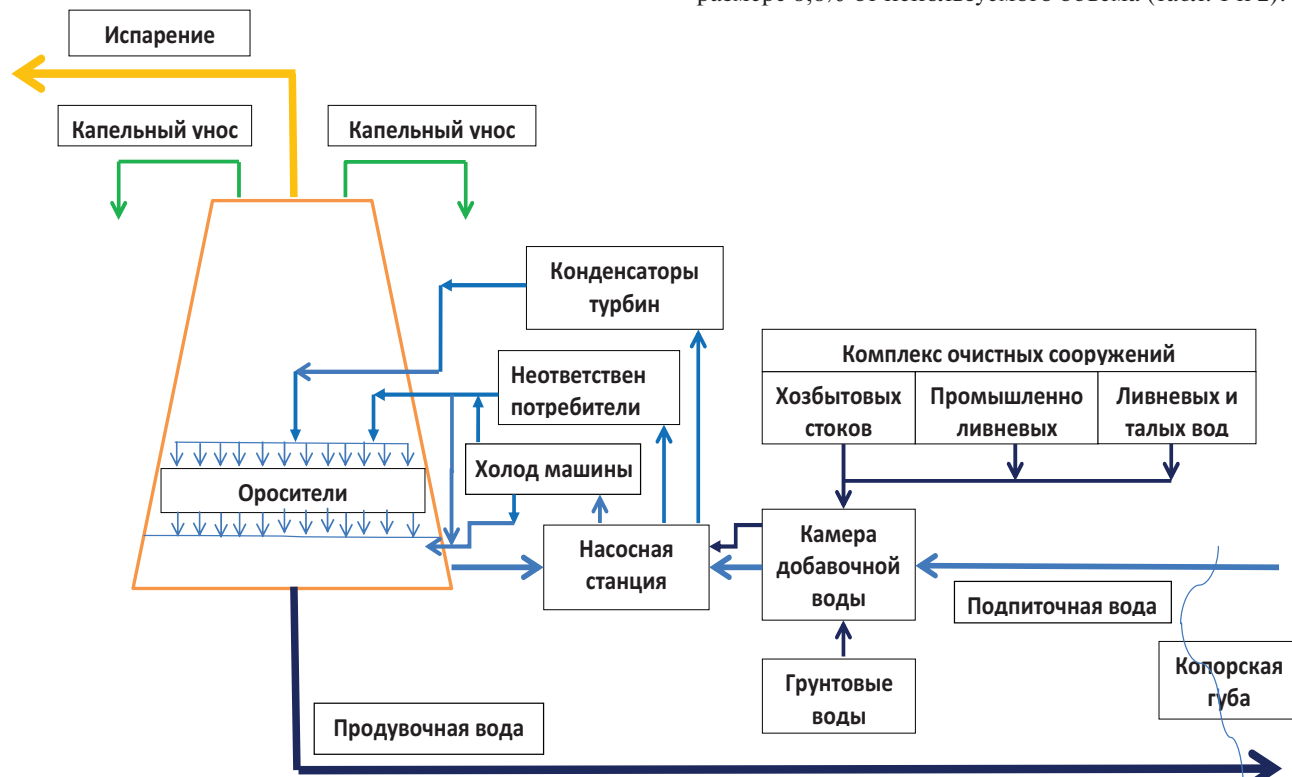 Испарение
Капельный унос
Капельный унос
Конденсаторы
турбин
Комплекс очистных сооружений
Хозбытовых
стоков
Промышленно
ливневых
Ливневых и
талых вод
Неответствен
потребители
Холод машины
Оросители
Насосная
станция
Камера
добавочной
воды
Подпиточная вода
Копорская
губа
Грунтовые
воды
Продувочная вода